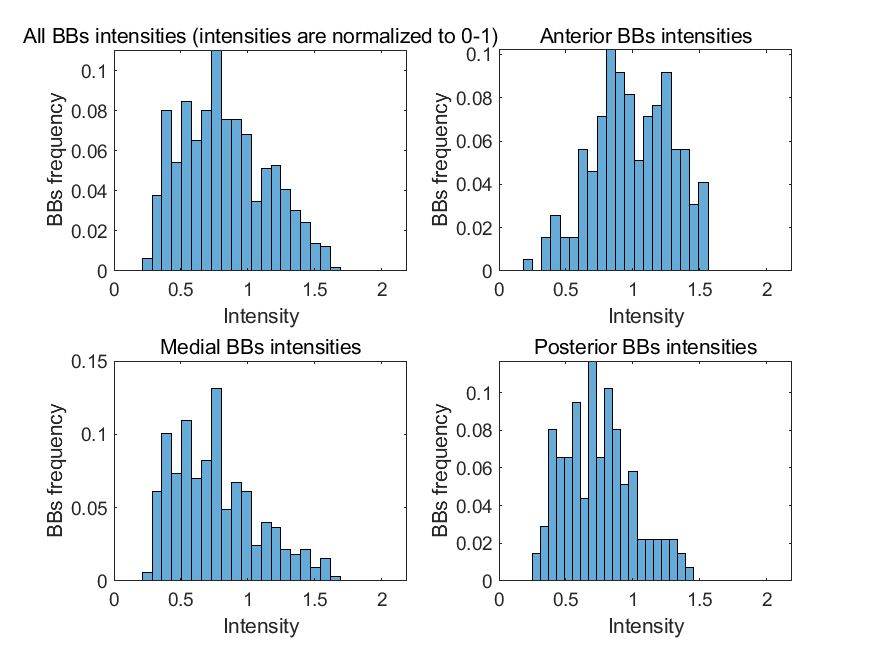 All BBs intensities (intensities are normalized to 0-1)
BBs frequency
0.1
0.08
0.06
0.04
0.02
0
0 0.5 1 1.5 2
Intensity
Anterior BBs intensities
BBs frequency
0.1
0.08
0.06
0.04
0.02
0
0 0.5 1 1.5 2
Intensity
Medial BBs intensities
BBs frequency
0.15
0.1
0.05
0
0 0.5 1 1.5 2
Intensity
Posterior BBs intensities
BBs frequency
0.1
0.08
0.06
0.04
0.02
0
0 0.5 1 1.5 2
Intensity